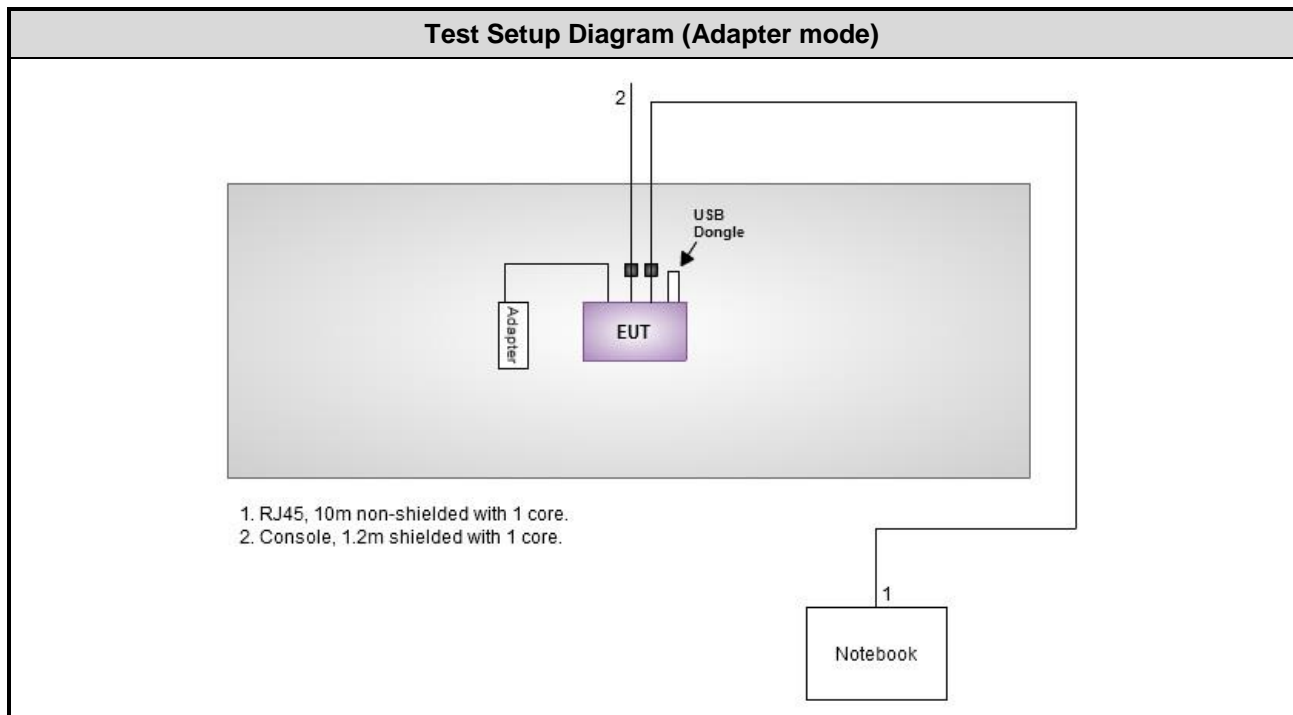 Test Setup Diagram (Adapter mode)
2
USB
Dongle
Adapter
EUT
1. RJ45, 10m non-shielded with 1 core.
2. Console, 1.2m shielded with 1 core.
1
Notebook